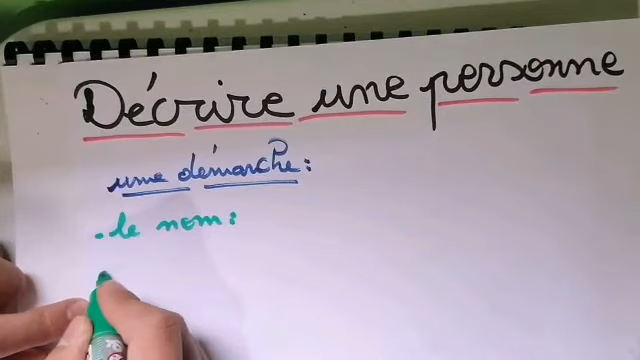 Décrire une personne
une démarche :
. le nom :